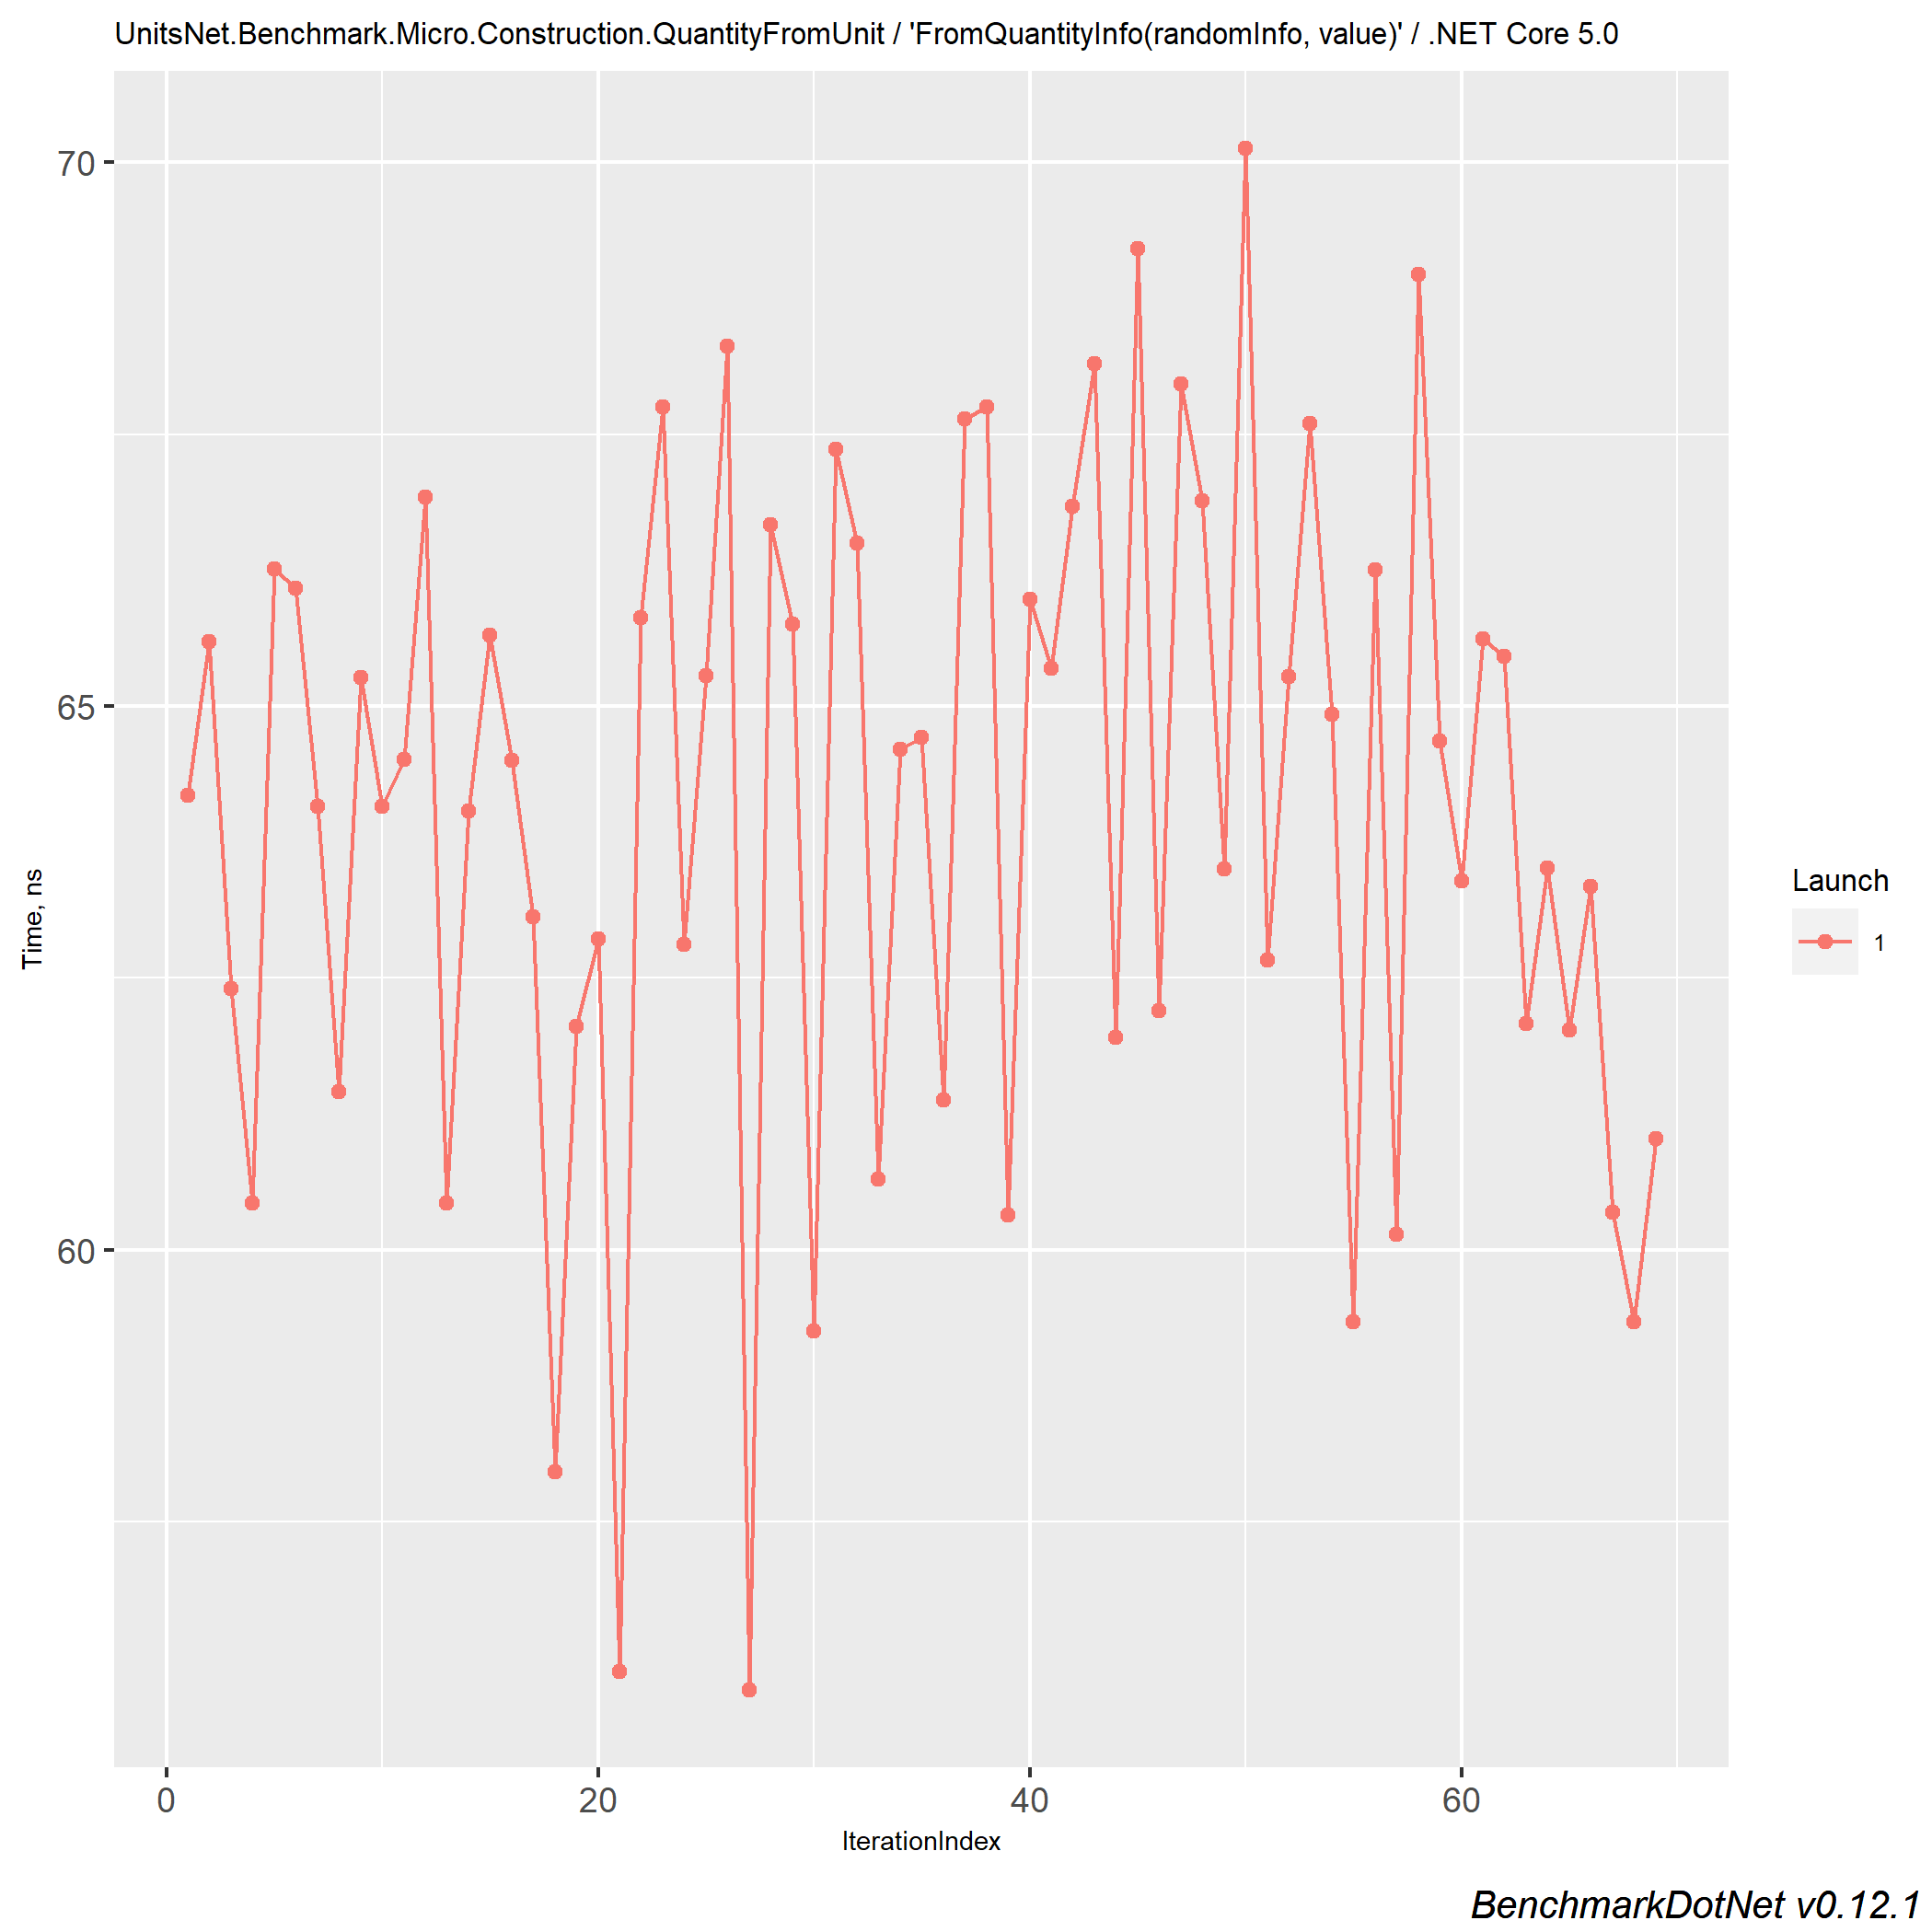 UnitsNet.Benchmark.Micro.Construction.QuantityFromUnit / 'FromQuantityInfo(randomInfo, value)' / .NET Core 5.0
70
65
60
Time, ns
0 20 40 60
IterationIndex
Launch
1
BenchmarkDotNet v0.12.1